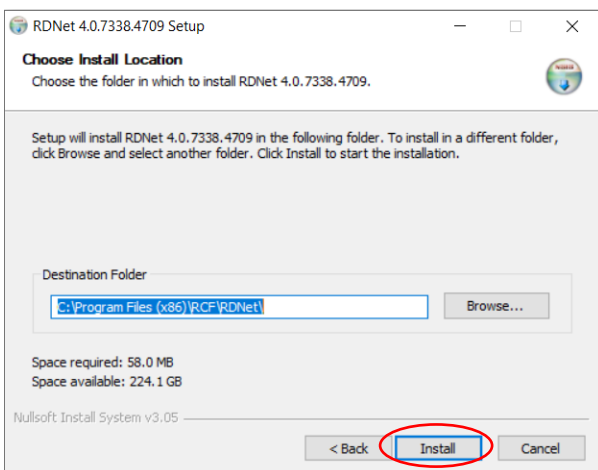 RDNet 4.0.7338.4709 Setup
Choose Install Location
Choose the folder in which to install RDNet 4.0.7338.4709.
Setup will install RDNet 4.0.7338.4709 in the following folder. To install in a different folder,
click Browse and select another folder. Click Install to start the installation.
Destination Folder
C:\Program Files (x86)\RCF\RDNet\
Browse...
Space required: 58.0 MB
Space available: 224.1 GB
Nullsoft Install System v3.05
< Back
Install
Cancel